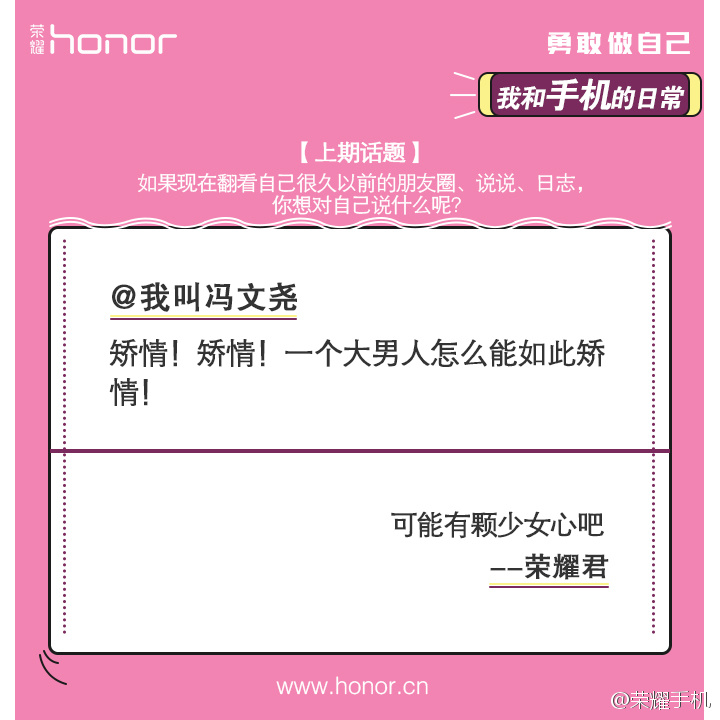 荣耀 honor
勇敢做自己
我和手机的日常
【 上期话题 】
如果现在翻看自己很久以前的朋友圈、说说、日志，
你想对自己说什么呢？
@我叫冯文尧
矫情！矫情！一个大男人怎么能如此矫
情！
可能有颗少女心吧
--荣耀君
www.honor.cn
@荣耀手机